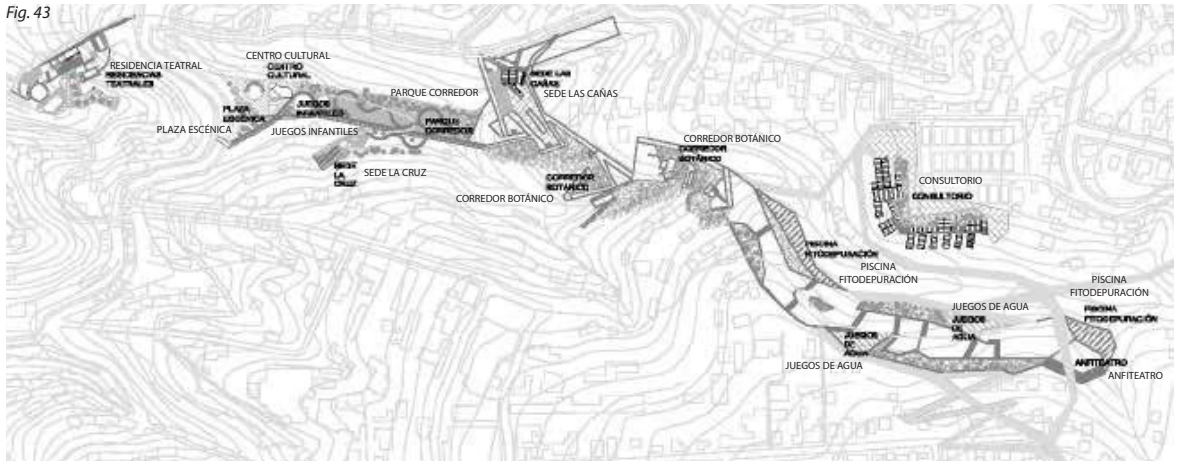 Fig. 43
RESIDENCIA TEATRAL
RESIDENCIAS
TEATRALES
CENTRO CULTURAL
CENTRO
CULTURAL
PARQUE CORREDOR
PLAZA
ESCÉNICA
PLAZA ESCÉNICA
JUEGOS
INFANTILES
JUEGOS INFANTILES
PARQUE
CORREDOR
SEDE LAS
CAÑAS
SEDE LAS CAÑAS
SEDE
LA
CRUZ
SEDE LA CRUZ
CORREDOR
BOTÁNICO
CORREDOR BOTÁNICO
CORREDOR BOTÁNICO
CORREDOR
BOTÁNICO
CONSULTORIO
CONSULTORIO
PISCINA
FITODEPURACIÓN
PISCINA
FITODEPURACIÓN
PISCINA
FITODEPURACIÓN
PISCINA
FITODEPURACIÓN
JUEGOS DE AGUA
JUEGOS
DE
AGUA
JUEGOS
DE
AGUA
JUEGOS DE AGUA
ANFITEATRO
ANFITEATRO